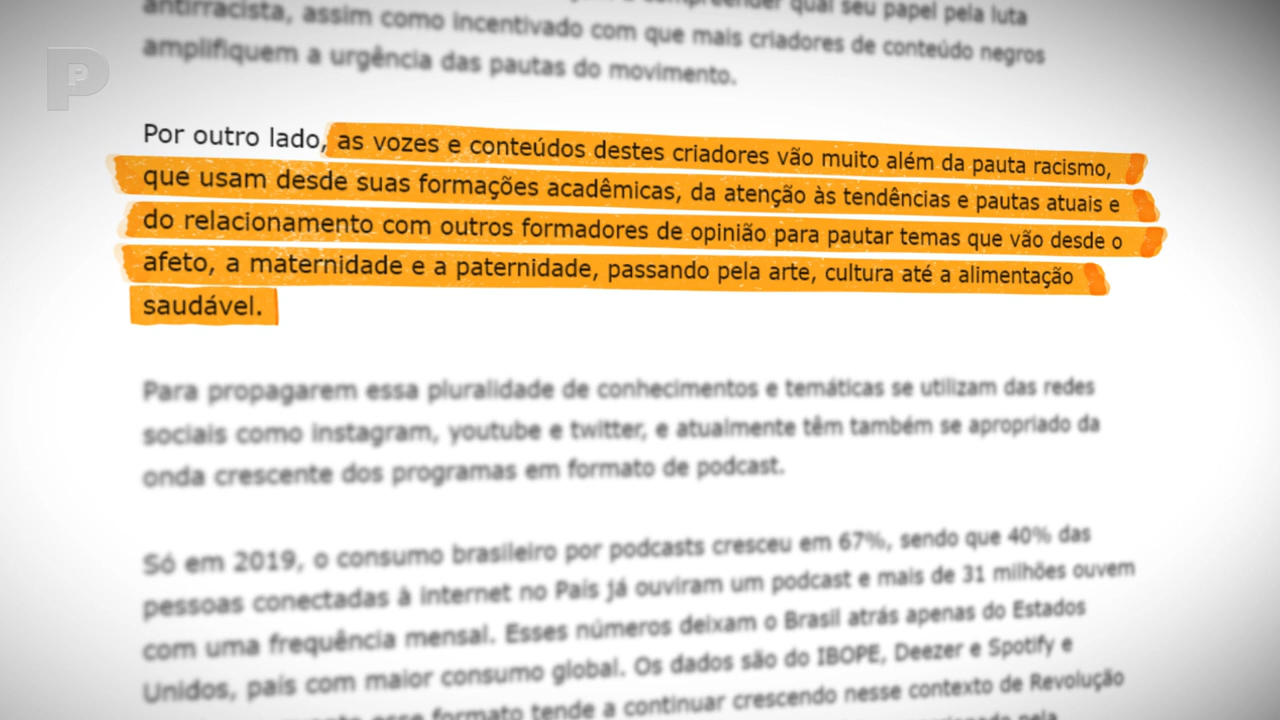 compreender qual seu papel pela luta
antirracista, assim como incentivado com que mais criadores de conteúdo negros
amplifiquem a urgência das pautas do movimento.
P
Por outro lado, as vozes e conteúdos destes criadores vão muito além da pauta racismo,
que usam desde suas formações acadêmicas, da atenção às tendências e pautas atuais e
do relacionamento com outros formadores de opinião para pautar temas que vão desde o
afeto, a maternidade e a paternidade, passando pela arte, cultura até a alimentação
saudável.
Para propagarem essa pluralidade de conhecimentos e temáticas se utilizam das redes
sociais como instagram, youtube e twitter, e atualmente têm também se apropriado da
onda crescente dos programas em formato de podcast.
Só em 2019, o consumo brasileiro por podcasts cresceu em 67%, sendo que 40% das
pessoas conectadas à internet no País já ouviram um podcast e mais de 31 milhões ouvem
com uma frequência mensal. Esses números deixam o Brasil atrás apenas do Estados
Unidos, país com maior consumo global. Os dados são do IBOPE, Deezer e Spotify e
esse formato tende a continuar crescendo nesse contexto de Revolução
pela